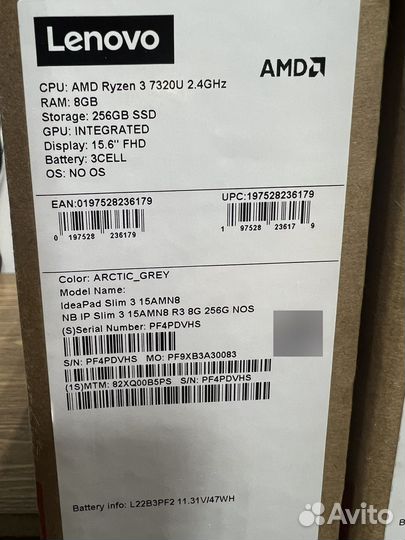 Lenovo
AMD
CPU: AMD Ryzen 3 7320U 2.4GHz
RAM: 8GB
Storage: 256GB SSD
GPU: INTEGRATED
Display: 15.6'' FHD
Battery: 3CELL
OS: NO OS
EAN:0197528236179 UPC:197528236179
0 197528 236179 1 97528 23617 9
Color: ARCTIC_GREY
Model Name:
IdeaPad Slim 3 15AMN8
NB IP Slim 3 15AMN8 R3 8G 256G NOS
(S)Serial Number: PF4PDVHS
S/N: PF4PDVHS MO: PF9XB3A30083
(1S)MTM: 82XQ00B5PS S/N: PF4PDVHS
Battery info: L22B3PF2 11.31V/47WH
Avito